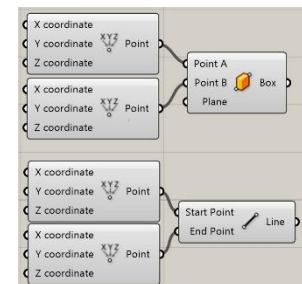 X coordinate
Y coordinate XYZ Point
Z coordinate
X coordinate
Y coordinate XYZ Point
Z coordinate
Point A
Point B Box
Plane
X coordinate
Y coordinate XYZ Point
Z coordinate
X coordinate
Y coordinate XYZ Point
Z coordinate
Start Point
End Point Line